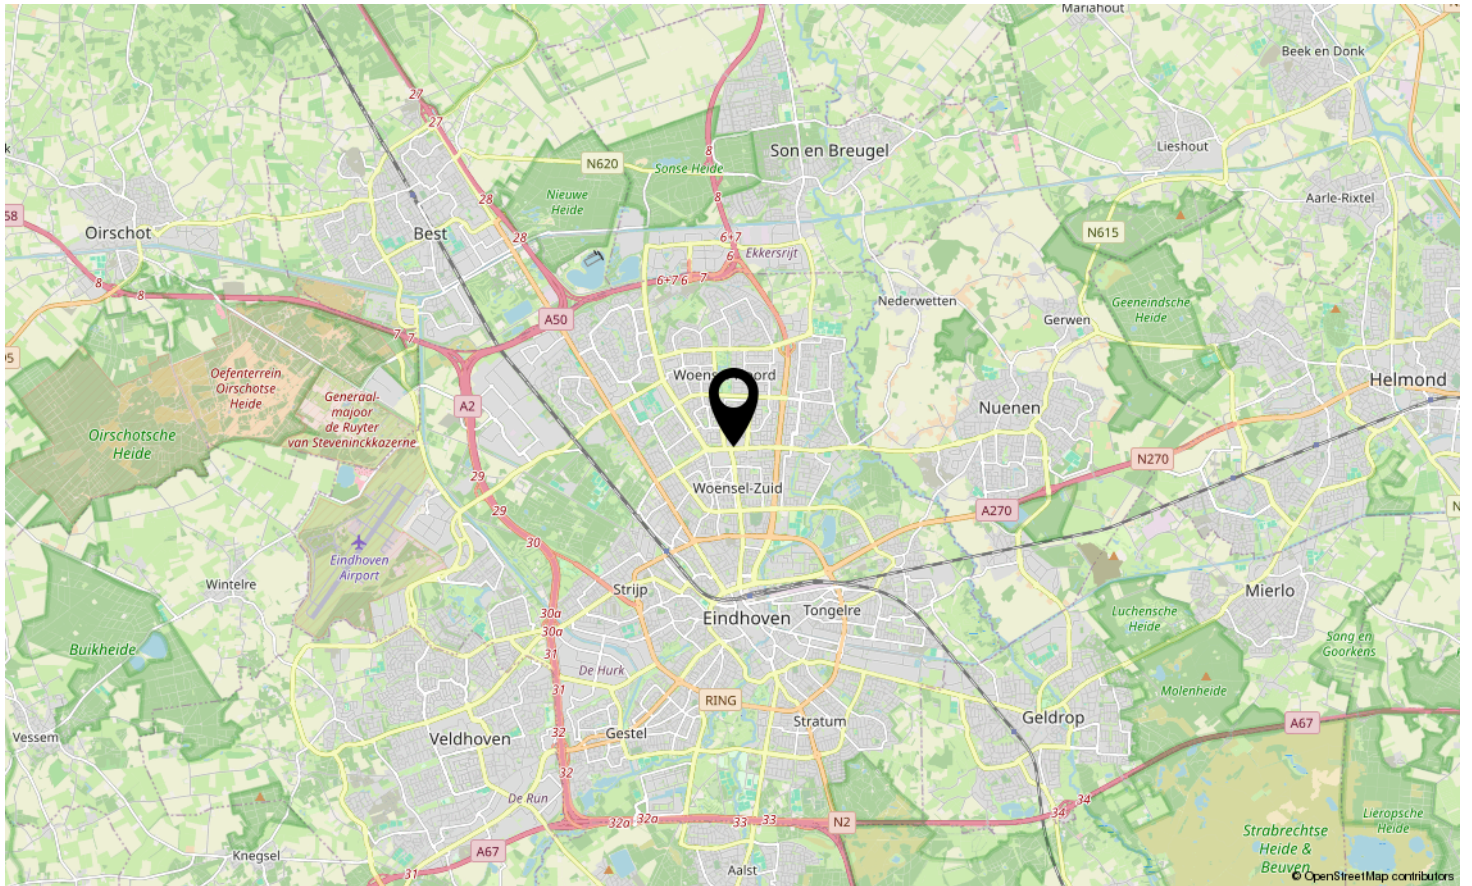 Mariahout
Beek en Donk
27
27
Lieshout
8
Son en Breugel
N620
Sonse Heide
Nieuwe
Heide
28
8
Aarle-Rixtel
58
Oirschot
Best
28
6+7
N615
Ekkersrijt
6
8
8
6+7 6
7
Nederwetten
Geeneindsche
Heide
A50
Gerwen
7
7
Oefenterrein
Oirschotse
Heide
Helmond
A2
Generaal-
majoor
de Ruyter
van Steveninckkazerne
Nuenen
Oirschotsche
Heide
N270
29
Woensel-Zuid
29
A270
30
Eindhoven
Airport
Wintelre
Strijp
Mierlo
30a
Eindhoven
Tongelre
Luchensche
Heide
30a
Buikheide
31
De Hurk
Sang en
Goorkens
31
RING
Molenheide
Geldrop
A67
Stratum
32
Gestel
Vessem
Veldhoven
32
De Run
34
34
32a
32a
33
33
N2
Lieropsche
Heide
A67
Knegsel
Strabrechtse
Heide &
Beuven
31
Aalst
© OpenStreetMap contributors